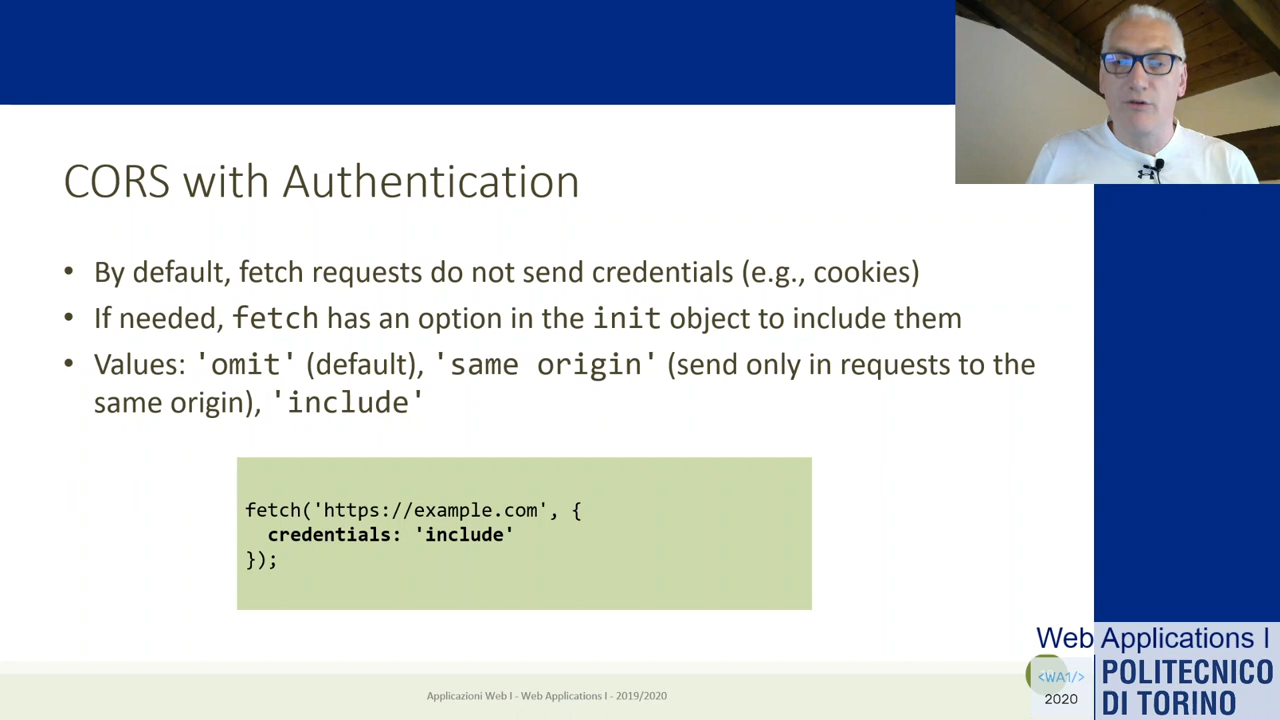 CORS with Authentication
• By default, fetch requests do not send credentials (e.g., cookies)
• If needed, fetch has an option in the init object to include them
• Values: 'omit' (default), 'same origin' (send only in requests to the
same origin), 'include'
fetch('https://example.com', {
credentials: 'include'
});
Applicazioni Web I - Web Applications I - 2019/2020
Web Applications I
<WA1/>
2020
POLITECNICO
DI TORINO